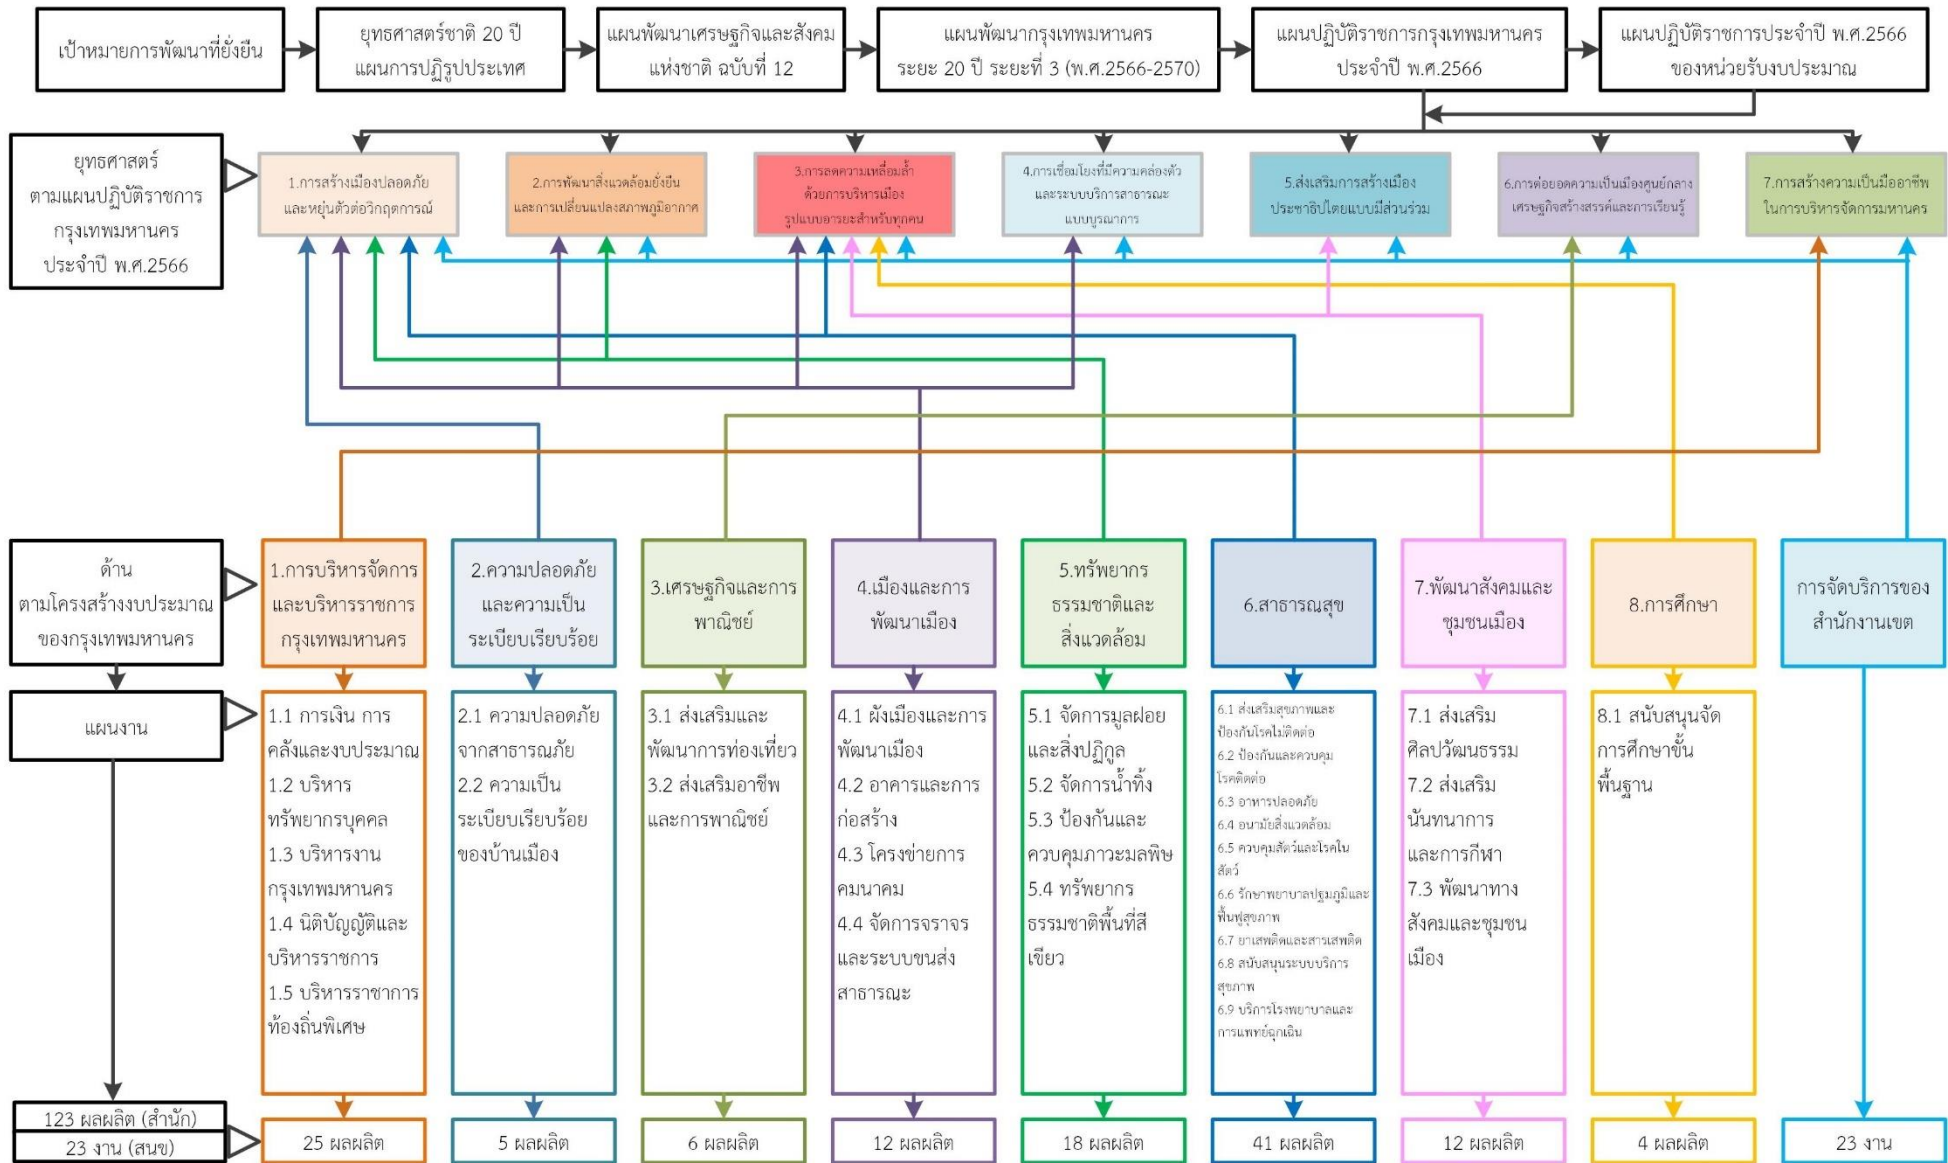 เป้าหมายการพัฒนาที่ยั่งยืน
ยุทธศาสตร์ชาติ 20 ปี
แผนการปฏิรูปประเทศ
แผนพัฒนาเศรษฐกิจและสังคม
แห่งชาติ ฉบับที่ 12
แผนพัฒนากรุงเทพมหานคร
ระยะ 20 ปี ระยะที่ 3 (พ.ศ.2566-2570)
แผนปฏิบัติราชการกรุงเทพมหานคร
ประจำปี พ.ศ.2566
แผนปฏิบัติราชการประจำปี พ.ศ.2566
ของหน่วยรับงบประมาณ
ยุทธศาสตร์
ตามแผนปฏิบัติราชการ
กรุงเทพมหานคร
ประจำปี พ.ศ.2566
1.การสร้างเมืองปลอดภัย
และหยุ่นตัวต่อวิกฤตการณ์
2.การพัฒนาสิ่งแวดล้อมยั่งยืน
และการเปลี่ยนแปลงสภาพภูมิอากาศ
3.การลดความเหลื่อมล้ำ
ด้วยการบริหารเมือง
รูปแบบอารยะสำหรับทุกคน
4.การเชื่อมโยงที่มีความคล่องตัว
และระบบบริการสาธารณะ
แบบบูรณาการ
5.ส่งเสริมการสร้างเมือง
ประชาธิปไตยแบบมีส่วนร่วม
6.การต่อยอดความเป็นเมืองศูนย์กลาง
เศรษฐกิจสร้างสรรค์และการเรียนรู้
7.การสร้างความเป็นมืออาชีพ
ในการบริหารจัดการมหานคร
ด้าน
ตามโครงสร้างงบประมาณ
ของกรุงเทพมหานคร
1.การบริหารจัดการ
และบริหารราชการ
กรุงเทพมหานคร
2.ความปลอดภัย
และความเป็น
ระเบียบเรียบร้อย
3.เศรษฐกิจและการ
พาณิชย์
4.เมืองและการ
พัฒนาเมือง
5.ทรัพยากร
ธรรมชาติและ
สิ่งแวดล้อม
6.สาธารณสุข
7.พัฒนาสังคมและ
ชุมชนเมือง
8.การศึกษา
การจัดบริการของ
สำนักงานเขต
แผนงาน
1.1 การเงิน การ
คลังและงบประมาณ
1.2 บริหาร
ทรัพยากรบุคคล
1.3 บริหารงาน
กรุงเทพมหานคร
1.4 นิติบัญญัติและ
บริหารราชการ
1.5 บริหารราชาการ
ท้องถิ่นพิเศษ
2.1 ความปลอดภัย
จากสาธารณภัย
2.2 ความเป็น
ระเบียบเรียบร้อย
ของบ้านเมือง
3.1 ส่งเสริมและ
พัฒนาการท่องเที่ยว
3.2 ส่งเสริมอาชีพ
และการพาณิชย์
4.1 ผังเมืองและการ
พัฒนาเมือง
4.2 อาคารและการ
ก่อสร้าง
4.3 โครงข่ายการ
คมนาคม
4.4 จัดการจราจร
และระบบขนส่ง
สาธารณะ
5.1 จัดการมูลฝอย
และสิ่งปฏิกูล
5.2 จัดการน้ำทิ้ง
5.3 ป้องกันและ
ควบคุมภาวะมลพิษ
5.4 ทรัพยากร
ธรรมชาติพื้นที่สี
เขียว
6.1 ส่งเสริมสุขภาพและ
ป้องกันโรคไม่ติดต่อ
6.2 ป้องกันและควบคุม
โรคติดต่อ
6.3 อาหารปลอดภัย
6.4 อนามัยสิ่งแวดล้อม
6.5 ควบคุมสัตว์และโรคใน
สัตว์
6.6 รักษาพยาบาลปฐมภูมิและ
ฟื้นฟูสุขภาพ
6.7 ยาเสพติดและสารเสพติด
6.8 สนับสนุนระบบบริการ
สุขภาพ
6.9 บริการโรงพยาบาลและ
การแพทย์ฉุกเฉิน
7.1 ส่งเสริม
ศิลปวัฒนธรรม
7.2 ส่งเสริม
นันทนาการ
และการกีฬา
7.3 พัฒนาทาง
สังคมและชุมชน
เมือง
8.1 สนับสนุนจัด
การศึกษาขั้น
พื้นฐาน
123 ผลผลิต (สำนัก)
23 งาน (สนข)
25 ผลผลิต
5 ผลผลิต
6 ผลผลิต
12 ผลผลิต
18 ผลผลิต
41 ผลผลิต
12 ผลผลิต
4 ผลผลิต
23 งาน